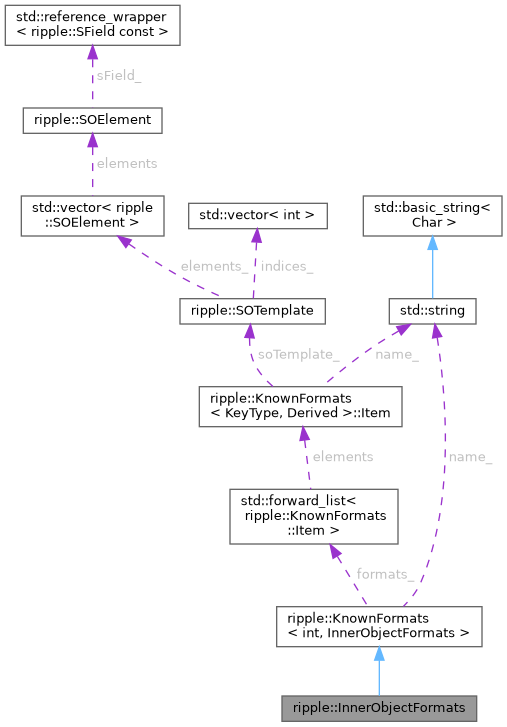 std::reference_wrapper
< ripple::SField const >
sField_
ripple::SOElement
elements
std::vector< ripple
::SOElement >
std::vector< int >
std::basic_string<
Char >
elements_
indices_
ripple::SOTemplate
std::string
soTemplate_
name_
ripple::KnownFormats
< KeyType, Derived >::Item
elements
name_
std::forward_list<
ripple::KnownFormats
::Item >
formats_
ripple::KnownFormats
< int, InnerObjectFormats >
ripple::InnerObjectFormats